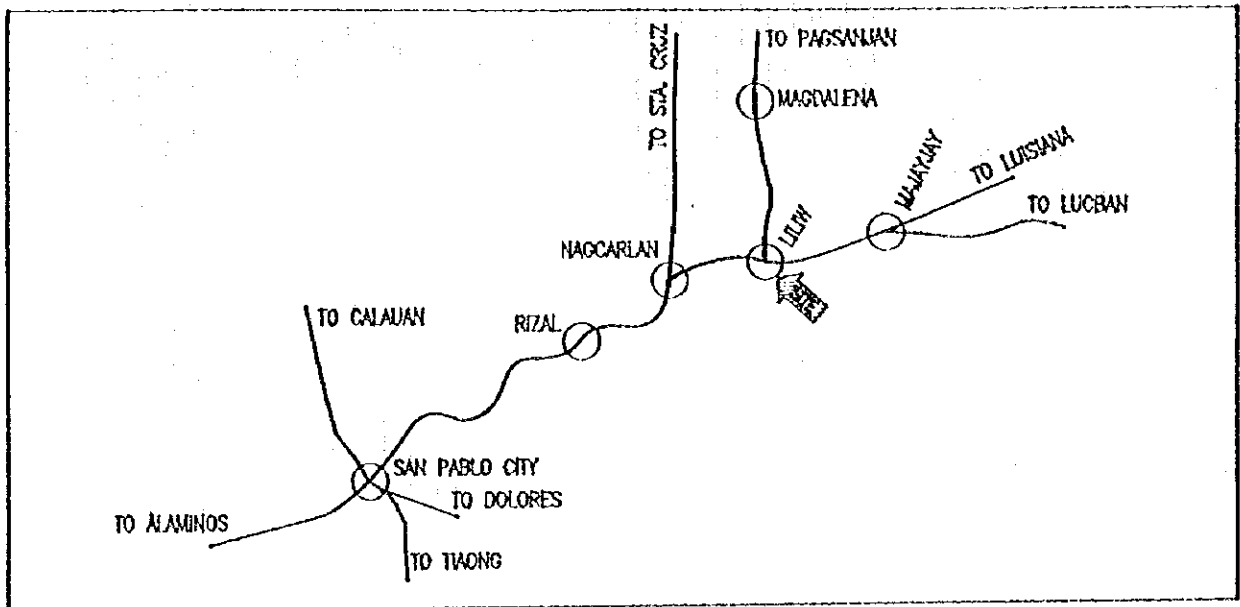 TO STA. CRUZ
TO PAGSANJAN
MAGDALENA
TO LUISIANA
MAJAYJAY
TO LUCBAN
LILIW
NAGCARLAN
SITE
TO CALAUAN
RIZAL
SAN PABLO CITY
TO DOLORES
TO ALAMINOS
TO TIAONG